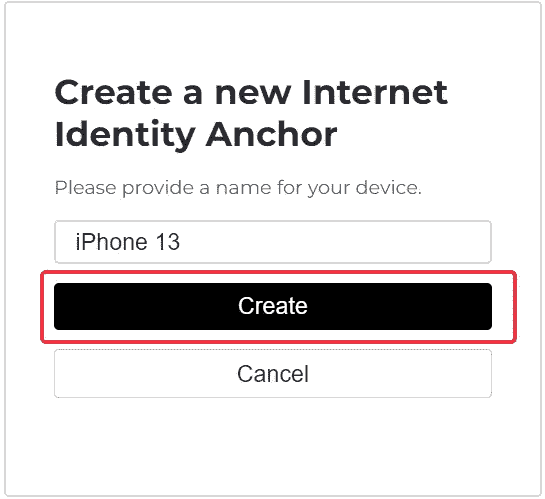 Create a new Internet
Identity Anchor
Please provide a name for your device.
iPhone 13
Create
Cancel